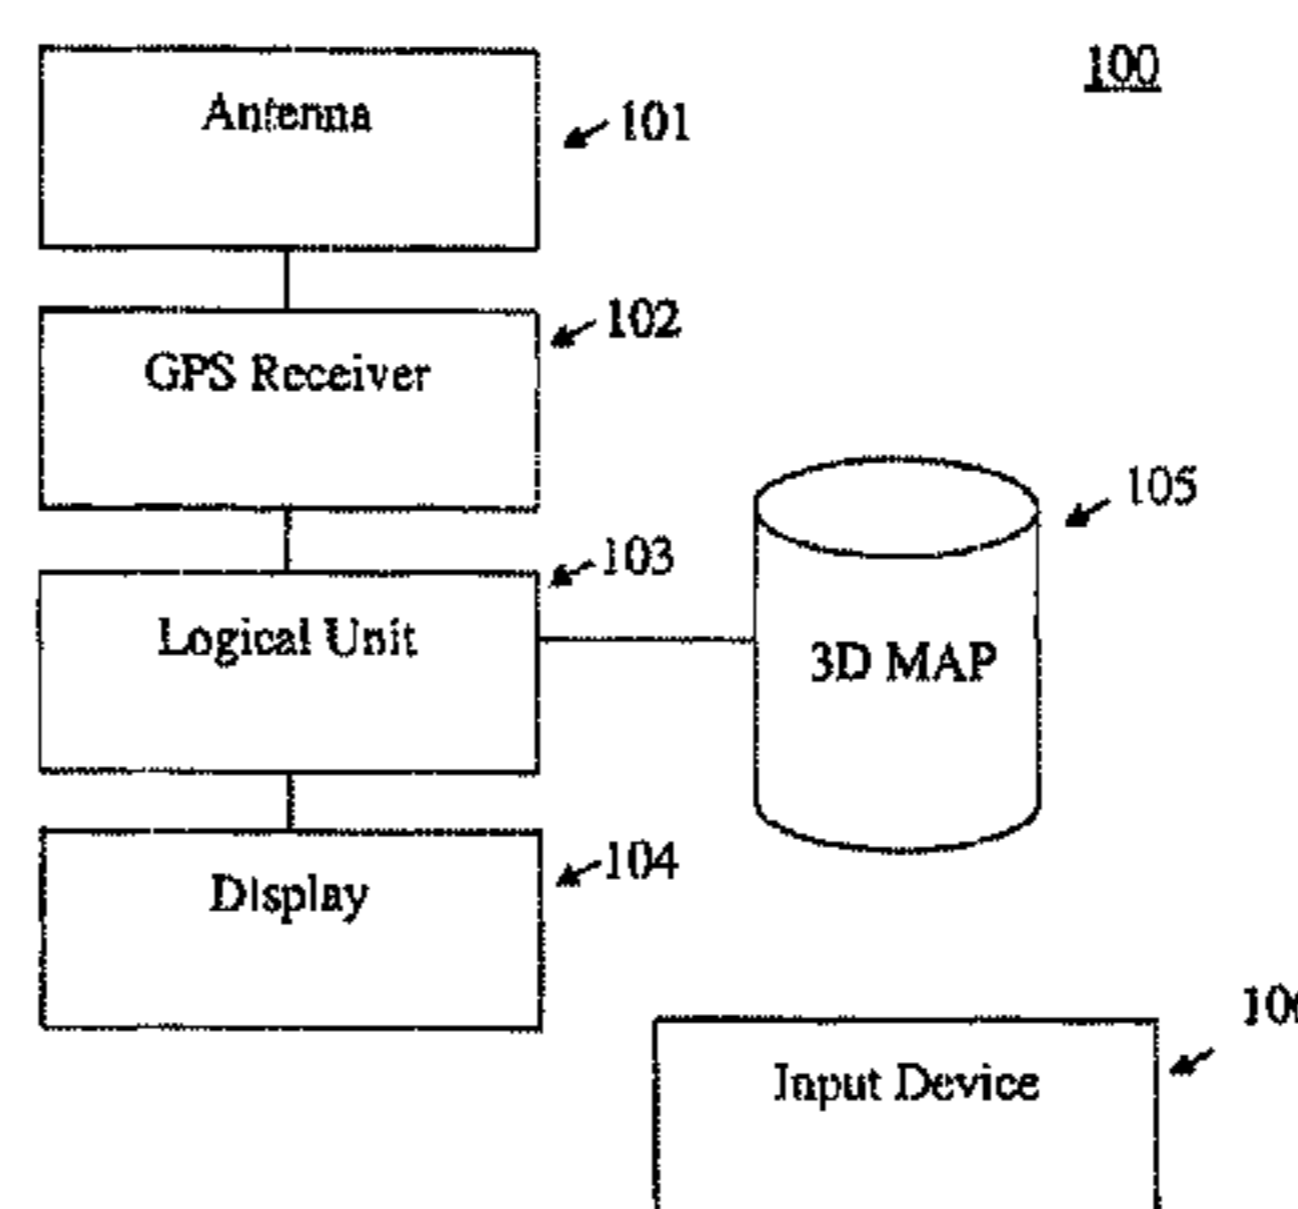 100
Antenna
101
GPS Receiver
102
105
Logical Unit
103
3D MAP
Display
104
Input Device